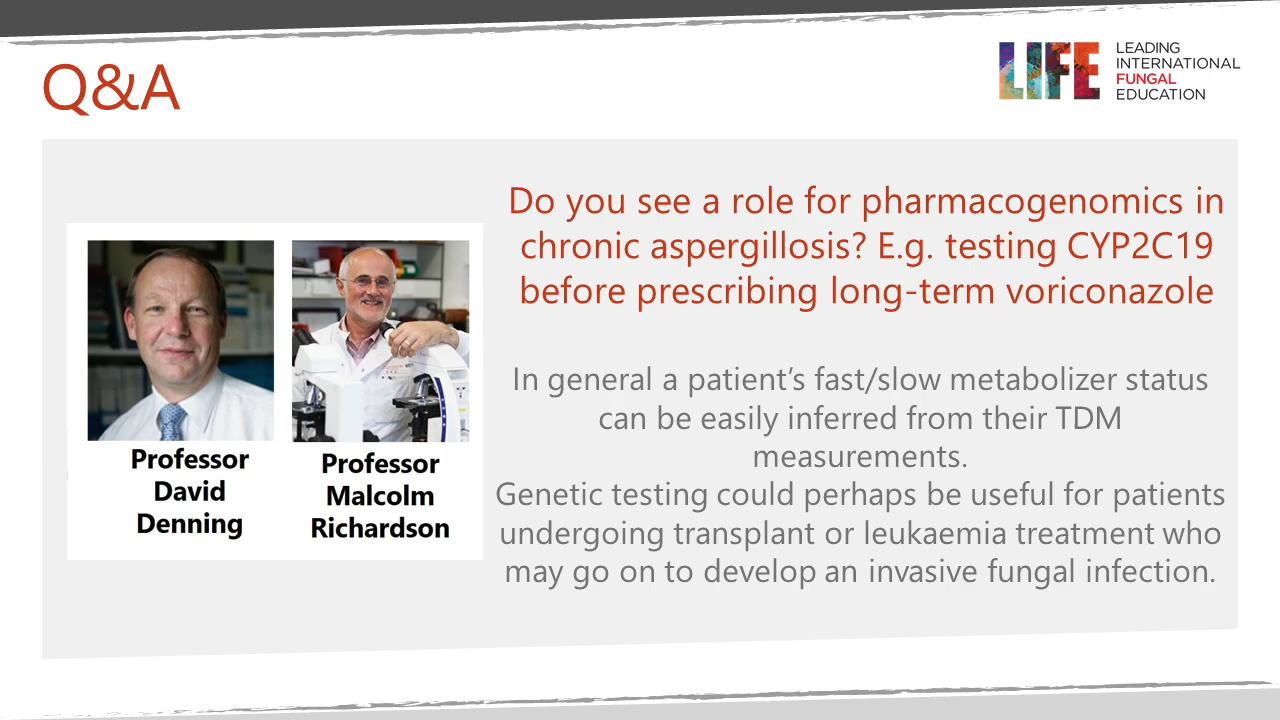 Q&A
LIFE
LEADING
INTERNATIONAL
FUNGAL
EDUCATION
Do you see a role for pharmacogenomics in
chronic aspergillosis? E.g. testing CYP2C19
before prescribing long-term voriconazole
In general a patient’s fast/slow metabolizer status
can be easily inferred from their TDM
measurements.
Genetic testing could perhaps be useful for patients
undergoing transplant or leukaemia treatment who
may go on to develop an invasive fungal infection.
Professor
David
Denning
Professor
Malcolm
Richardson